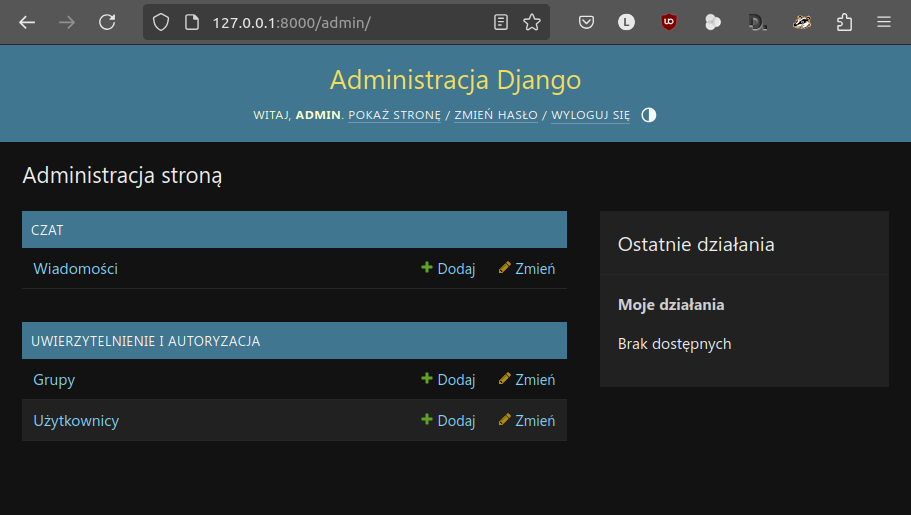 127.0.0.1:8000/admin/
L
Administracja Django
WITAJ, ADMIN. POKAŻ STRONĘ / ZMIEŃ HASŁO / WYLOGUJ SIĘ
Administracja stroną
CZAT
Wiadomości Dodaj Zmień
UWIERZYTELNIENIE I AUTORYZACJA
Grupy Dodaj Zmień
Użytkownicy Dodaj Zmień
Ostatnie działania
Moje działania
Brak dostępnych